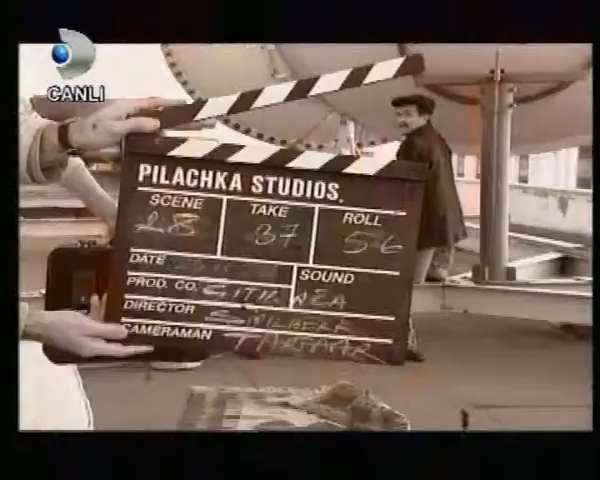 CANLI
PILACHKA STUDIOS.
SCENE TAKE ROLL
28 37 56
DATE
PROD. CO. SOUND
DIRECTOR
CAMERAMAN